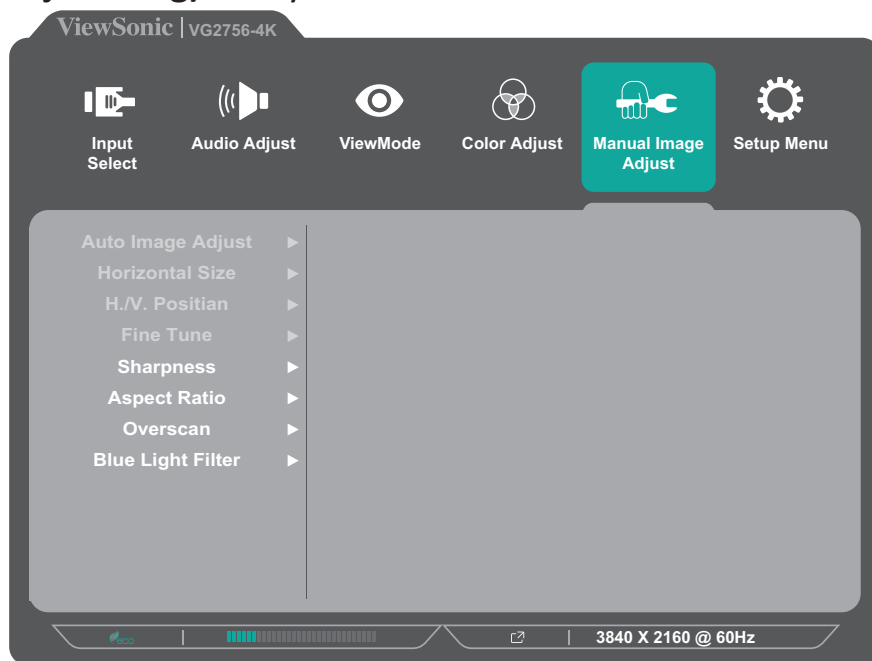 ViewSonic | VG2756-4K
Input Select
Audio Adjust
ViewMode
Color Adjust
Manual Image Adjust
Setup Menu
Auto Image Adjust
Horizontal Size
H./V. Positian
Fine Tune
Sharpness
Aspect Ratio
Overscan
Blue Light Filter
eco
3840 X 2160 @ 60Hz